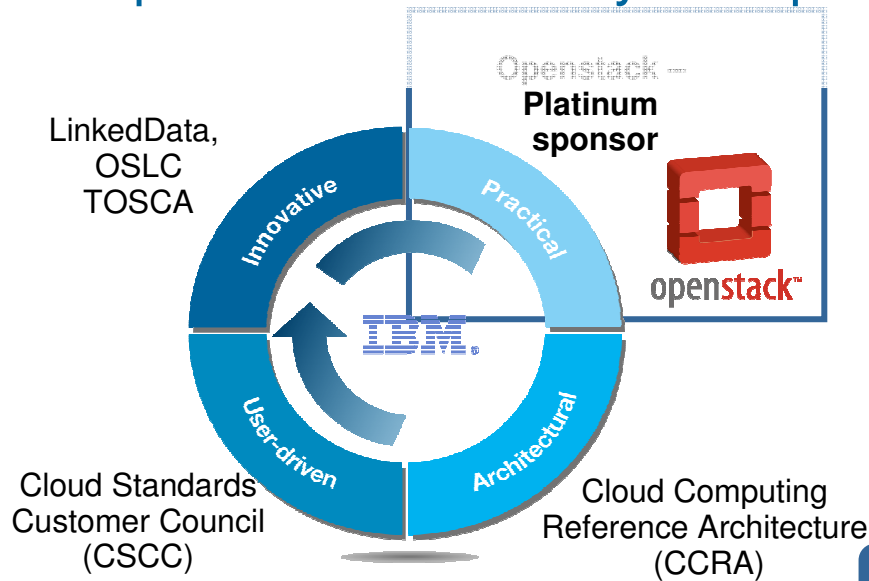 Openstack –
Platinum
sponsor
LinkedData,
OSLC
TOSCA
Innovative
Practical
openstack™
IBM®
User-driven
Architectural
Cloud Standards
Customer Council
(CSCC)
Cloud Computing
Reference Architecture
(CCRA)